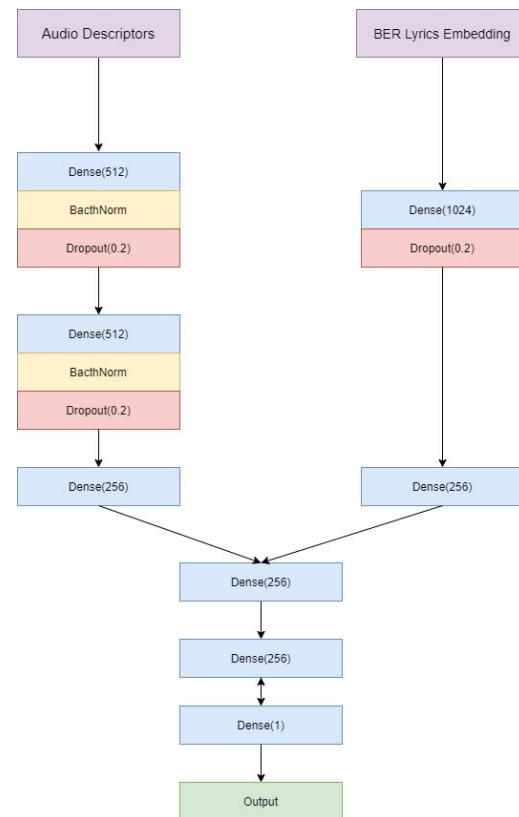 Audio Descriptors
BER Lyrics Embedding
Dense(512)
BacthNorm
Dropout(0.2)
Dense(1024)
Dropout(0.2)
Dense(512)
BacthNorm
Dropout(0.2)
Dense(256)
Dense(256)
Dense(256)
Dense(256)
Dense(1)
Output